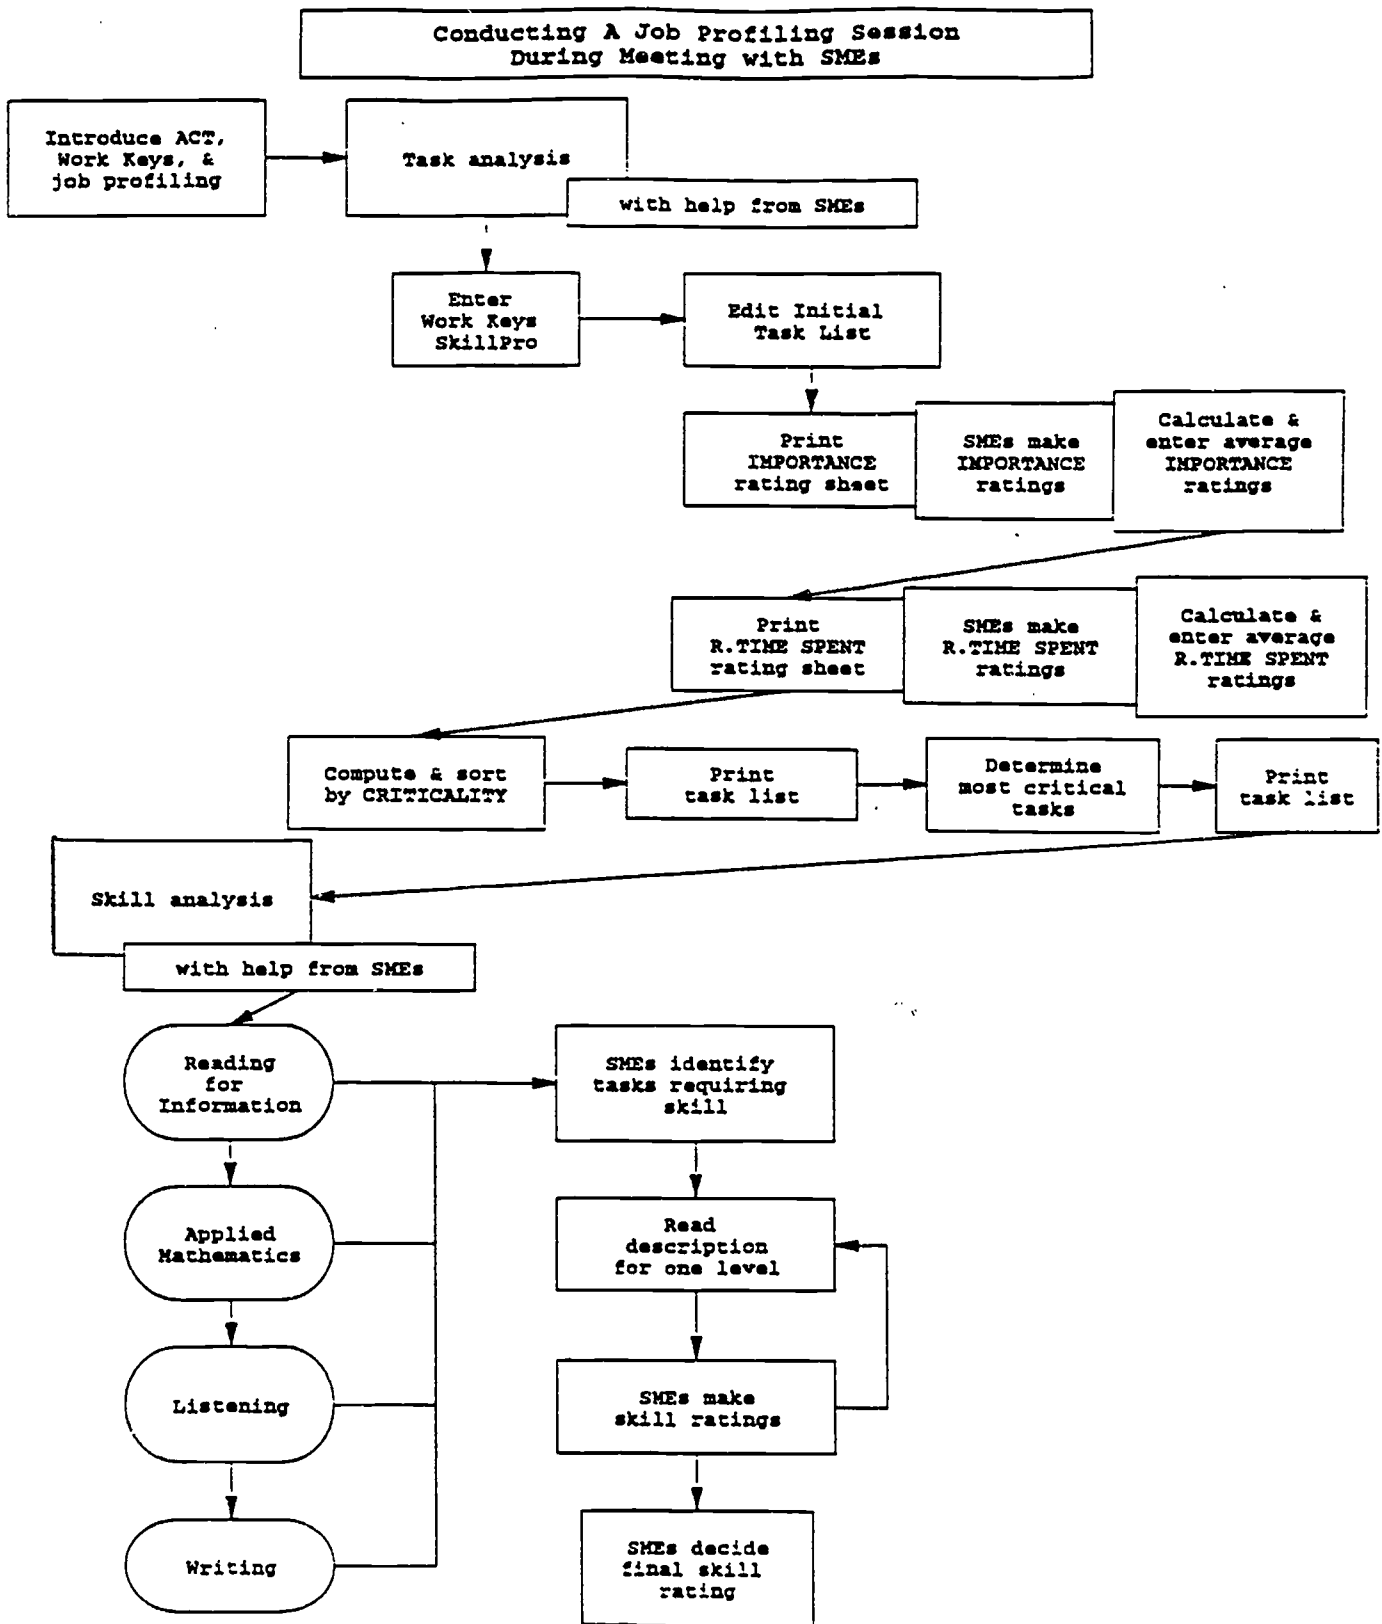 Conducting A Job Profiling Session
During Meeting with SMEs
Introduce ACT,
Work Keys, &
job profiling
Task analysis
with help from SMEs
Enter
Work Keys
SkillPro
Edit Initial
Task List
Print
IMPORTANCE
rating sheet
SMEs make
IMPORTANCE
ratings
Calculate &
enter average
IMPORTANCE
ratings
Print
R.TIME SPENT
rating sheet
SMEs make
R.TIME SPENT
ratings
Calculate &
enter average
R.TIME SPENT
ratings
Compute & sort
by CRITICALITY
Print
task list
Determine
most critical
tasks
Print
task list
Skill analysis
with help from SMEs
Reading
for
Information
SMEs identify
tasks requiring
skill
Applied
Mathematics
Read
description
for one level
Listening
SMEs make
skill ratings
Writing
SMEs decide
final skill
rating